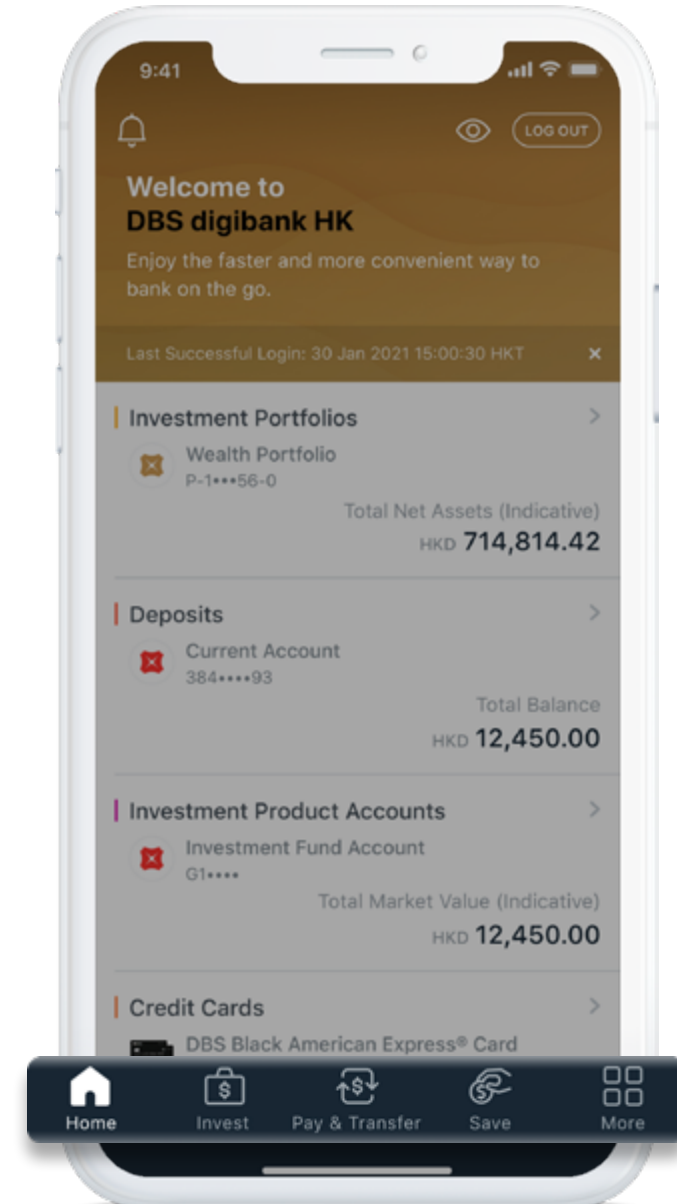 9:41
LOG OUT
Welcome to
DBS digibank HK
Enjoy the faster and more convenient way to
bank on the go.
Last Successful Login: 30 Jan 2021 15:00:30 HKT ×
Investment Portfolios
Wealth Portfolio
P-1•••56-0
Total Net Assets (Indicative)
HKD 714,814.42
Deposits
Current Account
384••••93
Total Balance
HKD 12,450.00
Investment Product Accounts
Investment Fund Account
G1••••
Total Market Value (Indicative)
HKD 12,450.00
Credit Cards
DBS Black American Express® Card
Home Invest Pay & Transfer Save More